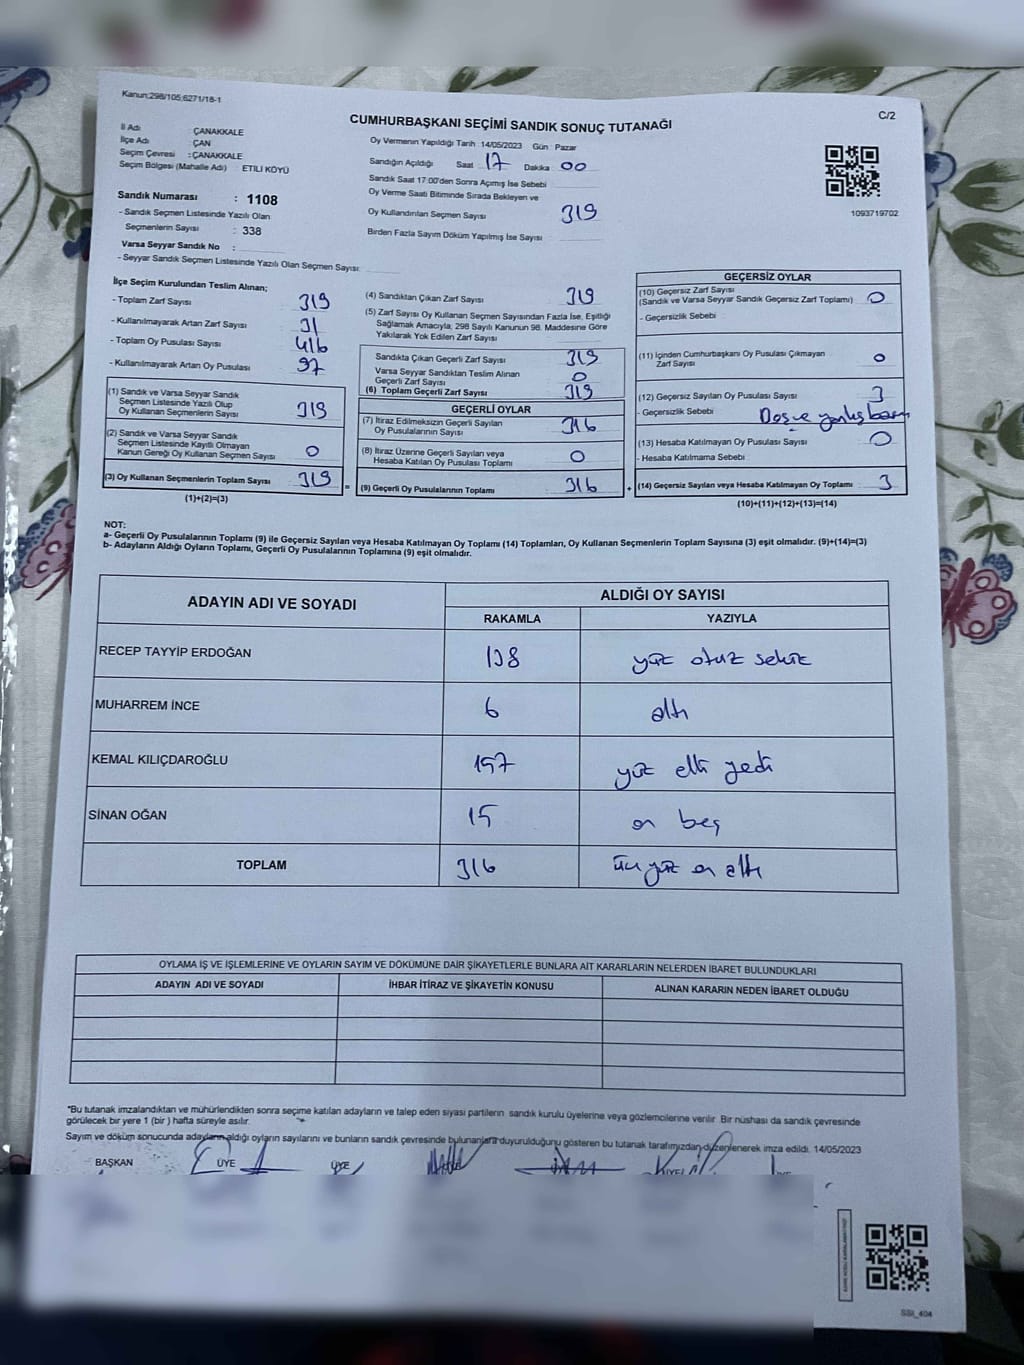 Kanun:298/105;6271/18-1
C/2
CUMHURBAŞKANI SEÇİMİ SANDIK SONUÇ TUTANAĞI
İl Adı : ÇANAKKALE
İlçe Adı : ÇAN
Seçim Çevresi : ÇANAKKALE
Seçim Bölgesi (Mahalle Adı) ETİLİ KÖYÜ
Sandık Numarası : 1108
- Sandık Seçmen Listesinde Yazılı Olan
Seçmenlerin Sayısı : 338
Varsa Seyyar Sandık No :
- Seyyar Sandık Seçmen Listesinde Yazılı Olan Seçmen Sayısı:
Oy Vermenin Yapıldığı Tarih 14/05/2023 Gün Pazar
Sandığın Açıldığı Saat 17 Dakika 00
Sandık Saat 17:00'den Sonra Açımış İse Sebebi
Oy Verme Saati Bitiminde Sırada Bekleyen ve
Oy Kullandırılan Seçmen Sayısı 319
Birden Fazla Sayım Döküm Yapılmış İse Sayısı
1093719702
İlçe Seçim Kurulundan Teslim Alınan;
- Toplam Zarf Sayısı 319
- Kullanılmayarak Artan Zarf Sayısı 31
- Toplam Oy Pusulası Sayısı 416
- Kullanılmayarak Artan Oy Pusulası 97
(1) Sandık ve Varsa Seyyar Sandık
Seçmen Listesinde Yazılı Olup
Oy Kullanan Seçmenlerin Sayısı 319
(2) Sandık ve Varsa Seyyar Sandık
Seçmen Listesinde Kayıtlı Olmayan
Kanun Gereği Oy Kullanan Seçmen Sayısı 0
(3) Oy Kullanan Seçmenlerin Toplam Sayısı 319 =
(1)+(2)=(3)
(4) Sandıktan Çıkan Zarf Sayısı 319
(5) Zarf Sayısı Oy Kullanan Seçmen Sayısından Fazla İse, Eşitliği
Sağlamak Amacıyla, 298 Sayılı Kanunun 98. Maddesine Göre
Yakılarak Yok Edilen Zarf Sayısı
Sandıkta Çıkan Geçerli Zarf Sayısı 319
Varsa Seyyar Sandıktan Teslim Alınan
Geçerli Zarf Sayısı 0
(6) Toplam Geçerli Zarf Sayısı 319
GEÇERLİ OYLAR
(7) İtiraz Edilmeksizin Geçerli Sayılan
Oy Pusulalarının Sayısı 316
(8) İtiraz Üzerine Geçerli Sayılan veya
Hesaba Katılan Oy Pusulası Toplamı 0
(9) Geçerli Oy Pusulalarının Toplamı 316 +
GEÇERSİZ OYLAR
(10) Geçersiz Zarf Sayısı
(Sandık ve Varsa Seyyar Sandık Geçersiz Zarf Toplamı) 0
- Geçersizlik Sebebi
(11) İçinden Cumhurbaşkanı Oy Pusulası Çıkmayan
Zarf Sayısı 0
(12) Geçersiz Sayılan Oy Pusulası Sayısı 3
- Geçersizlik Sebebi
(13) Hesaba Katılmayan Oy Pusulası Sayısı 0
- Hesaba Katılmama Sebebi
(14) Geçersiz Sayılan veya Hesaba Katılmayan Oy Toplamı 3
(10)+(11)+(12)+(13)=(14)
NOT:
a- Geçerli Oy Pusulalarının Toplamı (9) ile Geçersiz Sayılan veya Hesaba Katılmayan Oy Toplamı (14) Toplamları, Oy Kullanan Seçmenlerin Toplam Sayısına (3) eşit olmalıdır. (9)+(14)=(3)
b- Adayların Aldığı Oyların Toplamı, Geçerli Oy Pusulalarının Toplamına (9) eşit olmalıdır.
ADAYIN ADI VE SOYADI ALDIĞI OY SAYISI
RAKAMLA YAZIYLA
RECEP TAYYİP ERDOĞAN 138 yüz otuz sekiz
MUHARREM İNCE 6 altı
KEMAL KILIÇDAROĞLU 157 yüz elli yedi
SİNAN OĞAN 15 on beş
TOPLAM 316 üç yüz on altı
OYLAMA İŞ VE İŞLEMLERİNE VE OYLARIN SAYIM VE DÖKÜMÜNE DAİR ŞİKAYETLERLE BUNLARA AİT KARARLARIN NELERDEN İBARET BULUNDUKLARI
ADAYIN ADI VE SOYADI İHBAR İTİRAZ VE ŞİKAYETİN KONUSU ALINAN KARARIN NEDEN İBARET OLDUĞU
"Bu tutanak imzalandıktan ve mühürlendikten sonra seçime katılan adayların ve talep eden siyasi partilerin sandık kurulu üyelerine veya gözlemcilerine verilir. Bir nüshası da sandık çevresinde
görülecek bir yere 1 (bir ) hafta süreyle asılır.
Sayım ve döküm sonucunda adayların aldığı oyların sayılarını ve bunların sandık çevresinde bulunanlara duyurulduğunu gösteren bu tutanak tarafımızdan düzenlenerek imza edildi. 14/05/2023
BAŞKAN ÜYE ÜYE
SSİ_404